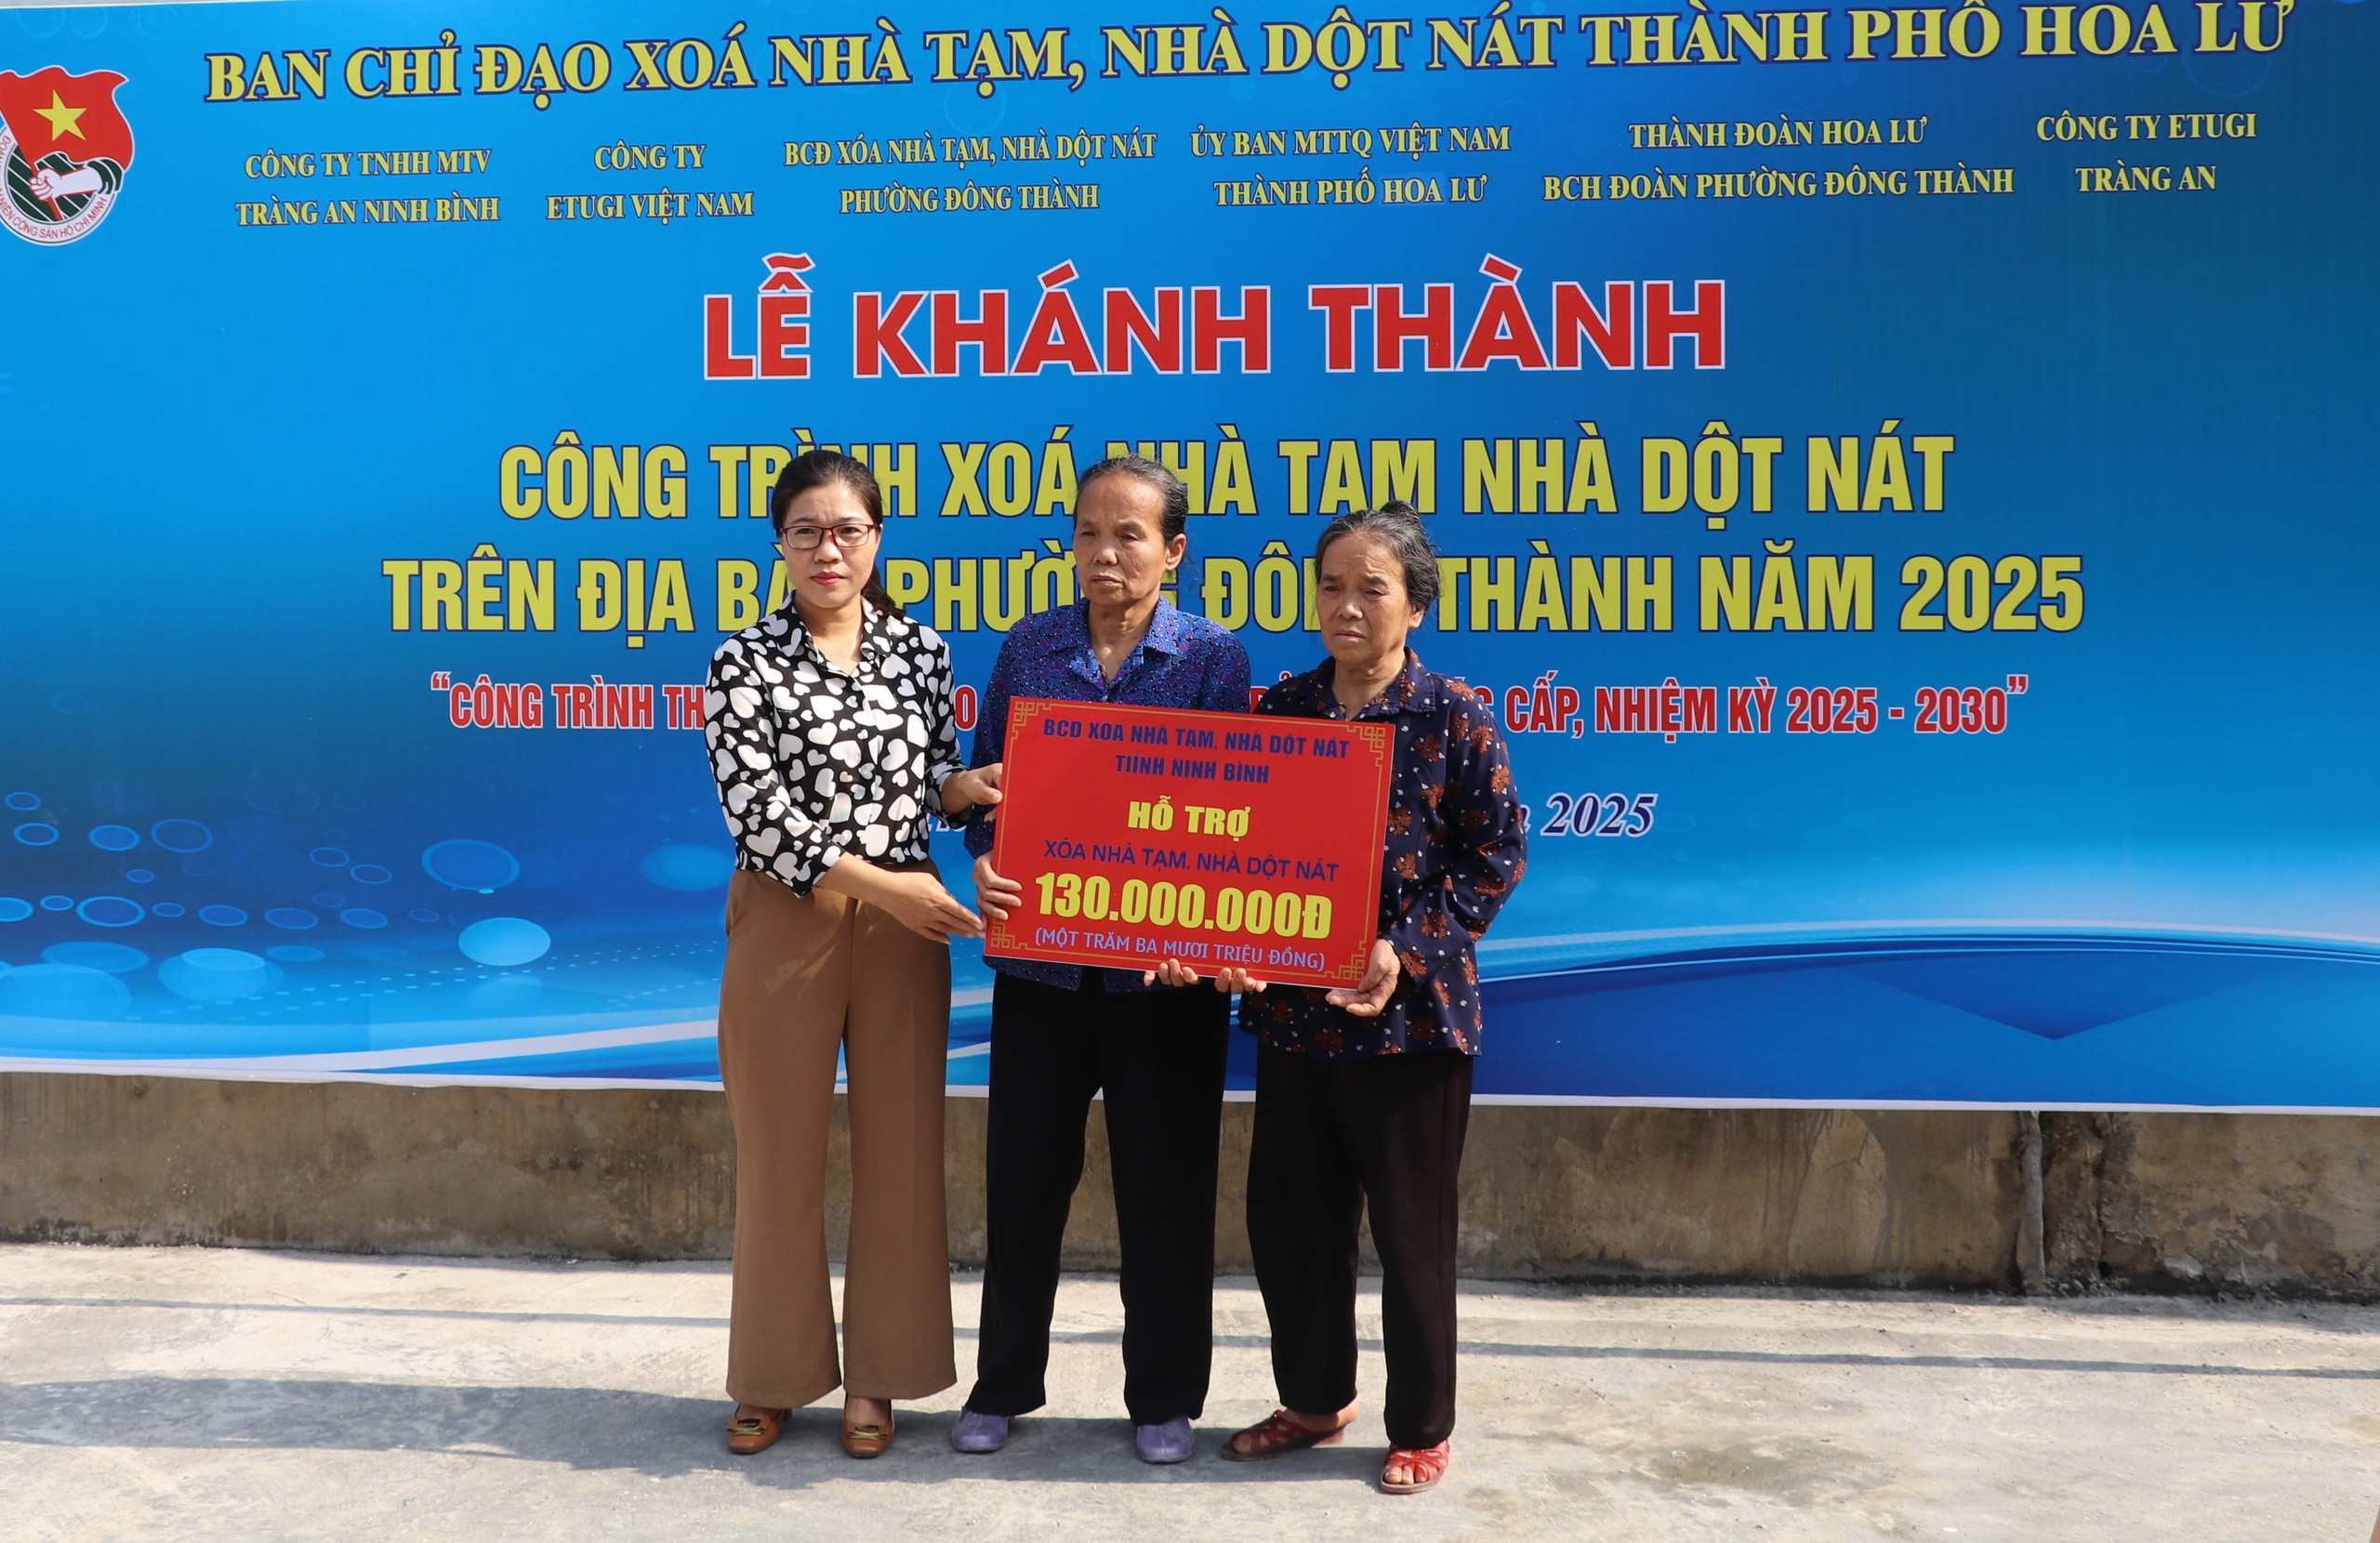 BAN CHỈ ĐẠO XOÁ NHÀ TẠM, NHÀ DỘT NÁT THÀNH PHỐ HOA LƯ
CÔNG TY TNHH MTV
TRÀNG AN NINH BÌNH
CÔNG TY
ETUGI VIỆT NAM
BCĐ XÓA NHÀ TẠM, NHÀ DỘT NÁT
PHƯỜNG ĐÔNG THÀNH
ỦY BAN MTTQ VIỆT NAM
THÀNH PHỐ HOA LƯ
THÀNH ĐOÀN HOA LƯ
BCH ĐOÀN PHƯỜNG ĐÔNG THÀNH
CÔNG TY ETUGI
TRÀNG AN
LỄ KHÁNH THÀNH
CÔNG TRÌNH XOÁ NHÀ TẠM NHÀ DỘT NÁT
TRÊN ĐỊA BÀN PHƯỜNG ĐÔNG THÀNH NĂM 2025
“CÔNG TRÌNH CẤP, NHIỆM KỲ 2025 - 2030”
2025
BCĐ XÓA NHÀ TẠM, NHÀ DỘT NÁT
TIÌNH NINH BÌNH
HỖ TRỢ
XÓA NHÀ TẠM. NHÀ DỘT NÁT
130.000.000Đ
(MỘT TRĂM BA MƯƠI TRIỆU ĐỒNG)